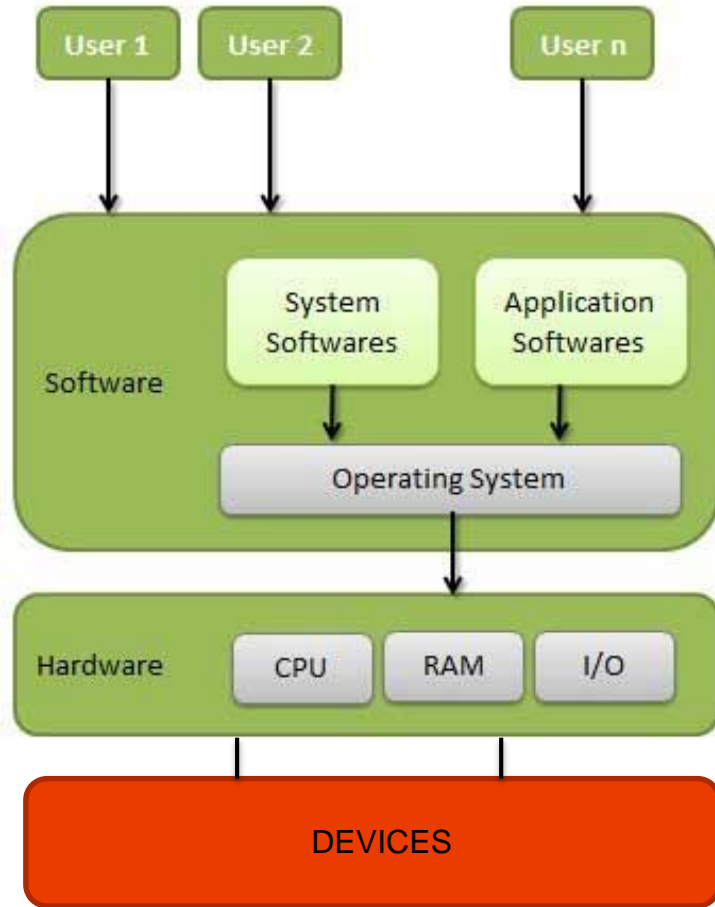 User 1
User 2
User n
System
Softwares
Application
Softwares
Software
Operating System
Hardware
CPU
RAM
I/O
DEVICES